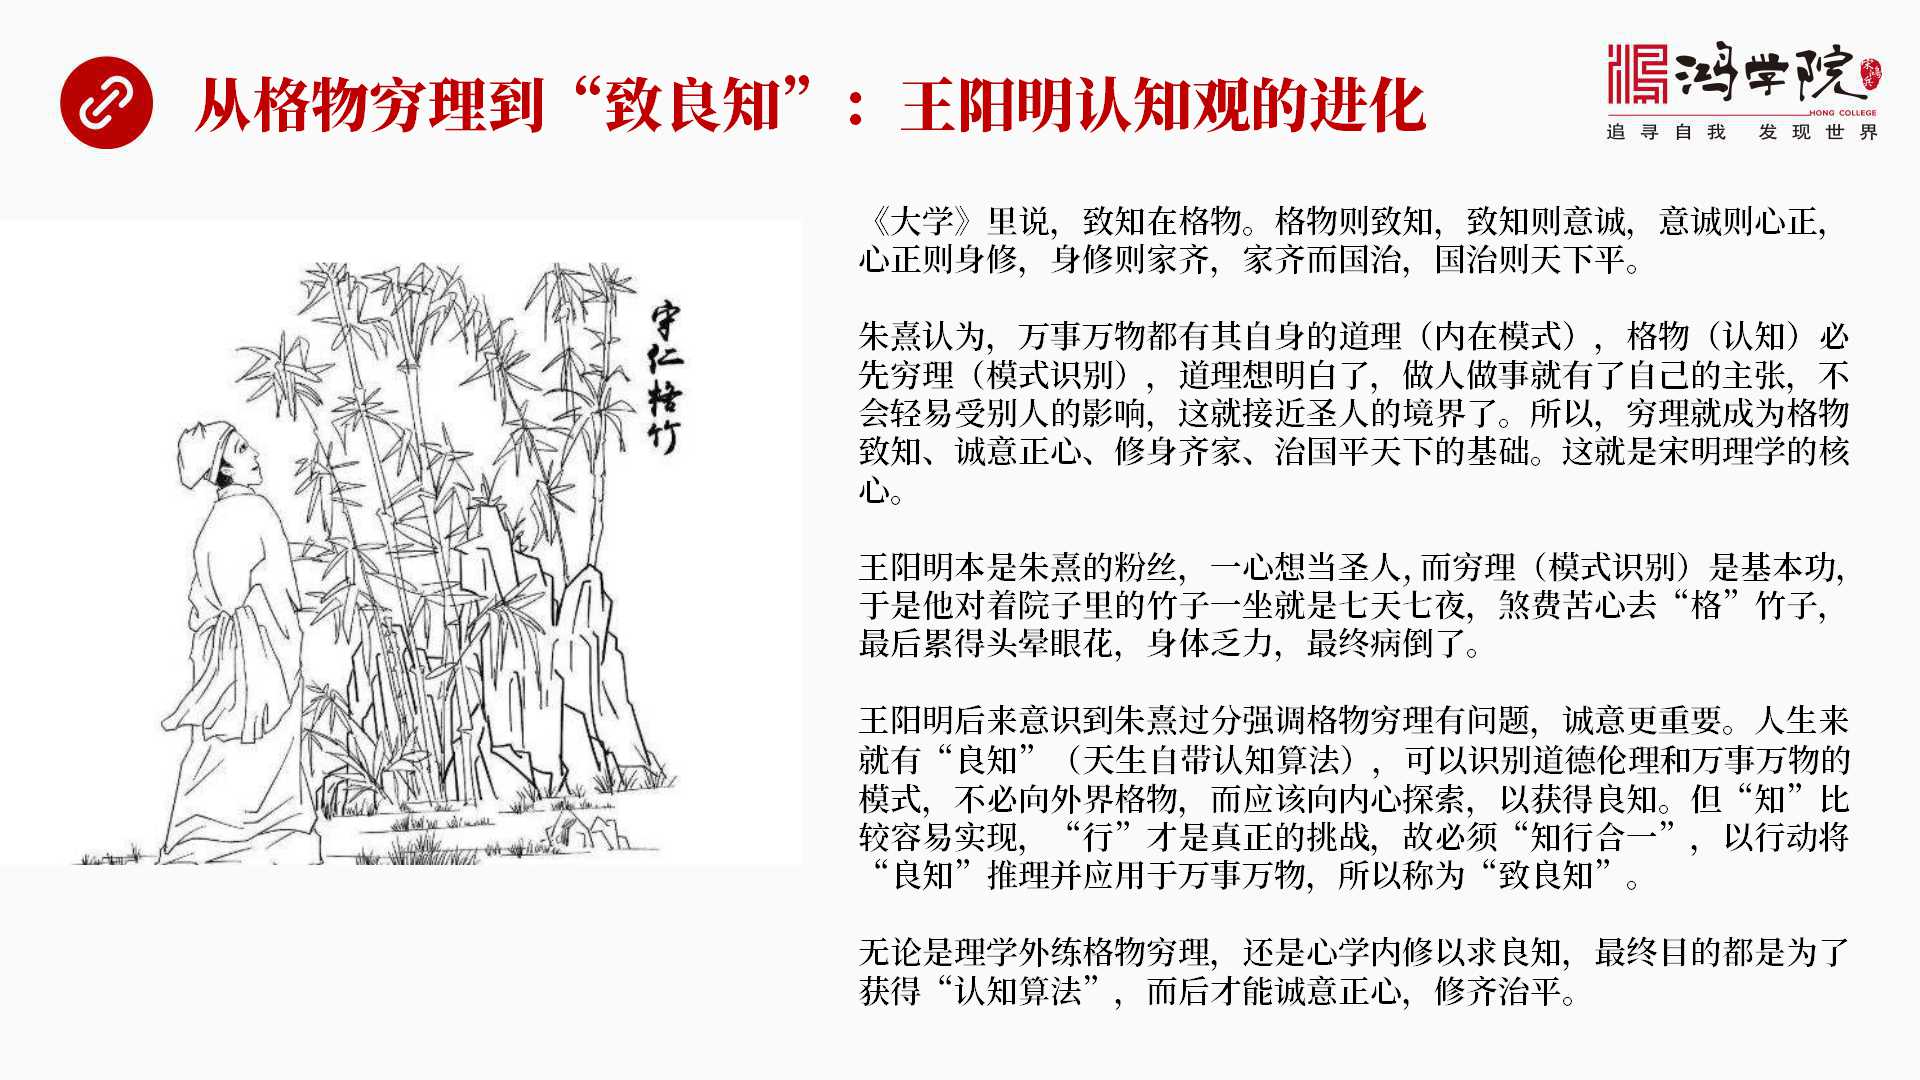 从格物穷理到“致良知”：王阳明认知观的进化
鸿学院
宋鸿兵
HONG COLLEGE
追寻自我 发现世界
守仁格竹
《大学》里说，致知在格物。格物则致知，致知则意诚，意诚则心正，
心正则身修，身修则家齐，家齐而国治，国治则天下平。
朱熹认为，万事万物都有其自身的道理（内在模式），格物（认知）必
先穷理（模式识别），道理想明白了，做人做事就有了自己的主张，不
会轻易受别人的影响，这就接近圣人的境界了。所以，穷理就成为格物
致知、诚意正心、修身齐家、治国平天下的基础。这就是宋明理学的核
心。
王阳明本是朱熹的粉丝，一心想当圣人,而穷理（模式识别）是基本功，
于是他对着院子里的竹子一坐就是七天七夜，煞费苦心去“格”竹子，
最后累得头晕眼花，身体乏力，最终病倒了。
王阳明后来意识到朱熹过分强调格物穷理有问题，诚意更重要。人生来
就有“良知”（天生自带认知算法），可以识别道德伦理和万事万物的
模式，不必向外界格物，而应该向内心探索，以获得良知。但“知”比
较容易实现，“行”才是真正的挑战，故必须“知行合一”，以行动将
“良知”推理并应用于万事万物，所以称为“致良知”。
无论是理学外练格物穷理，还是心学内修以求良知，最终目的都是为了
获得“认知算法”，而后才能诚意正心，修齐治平。